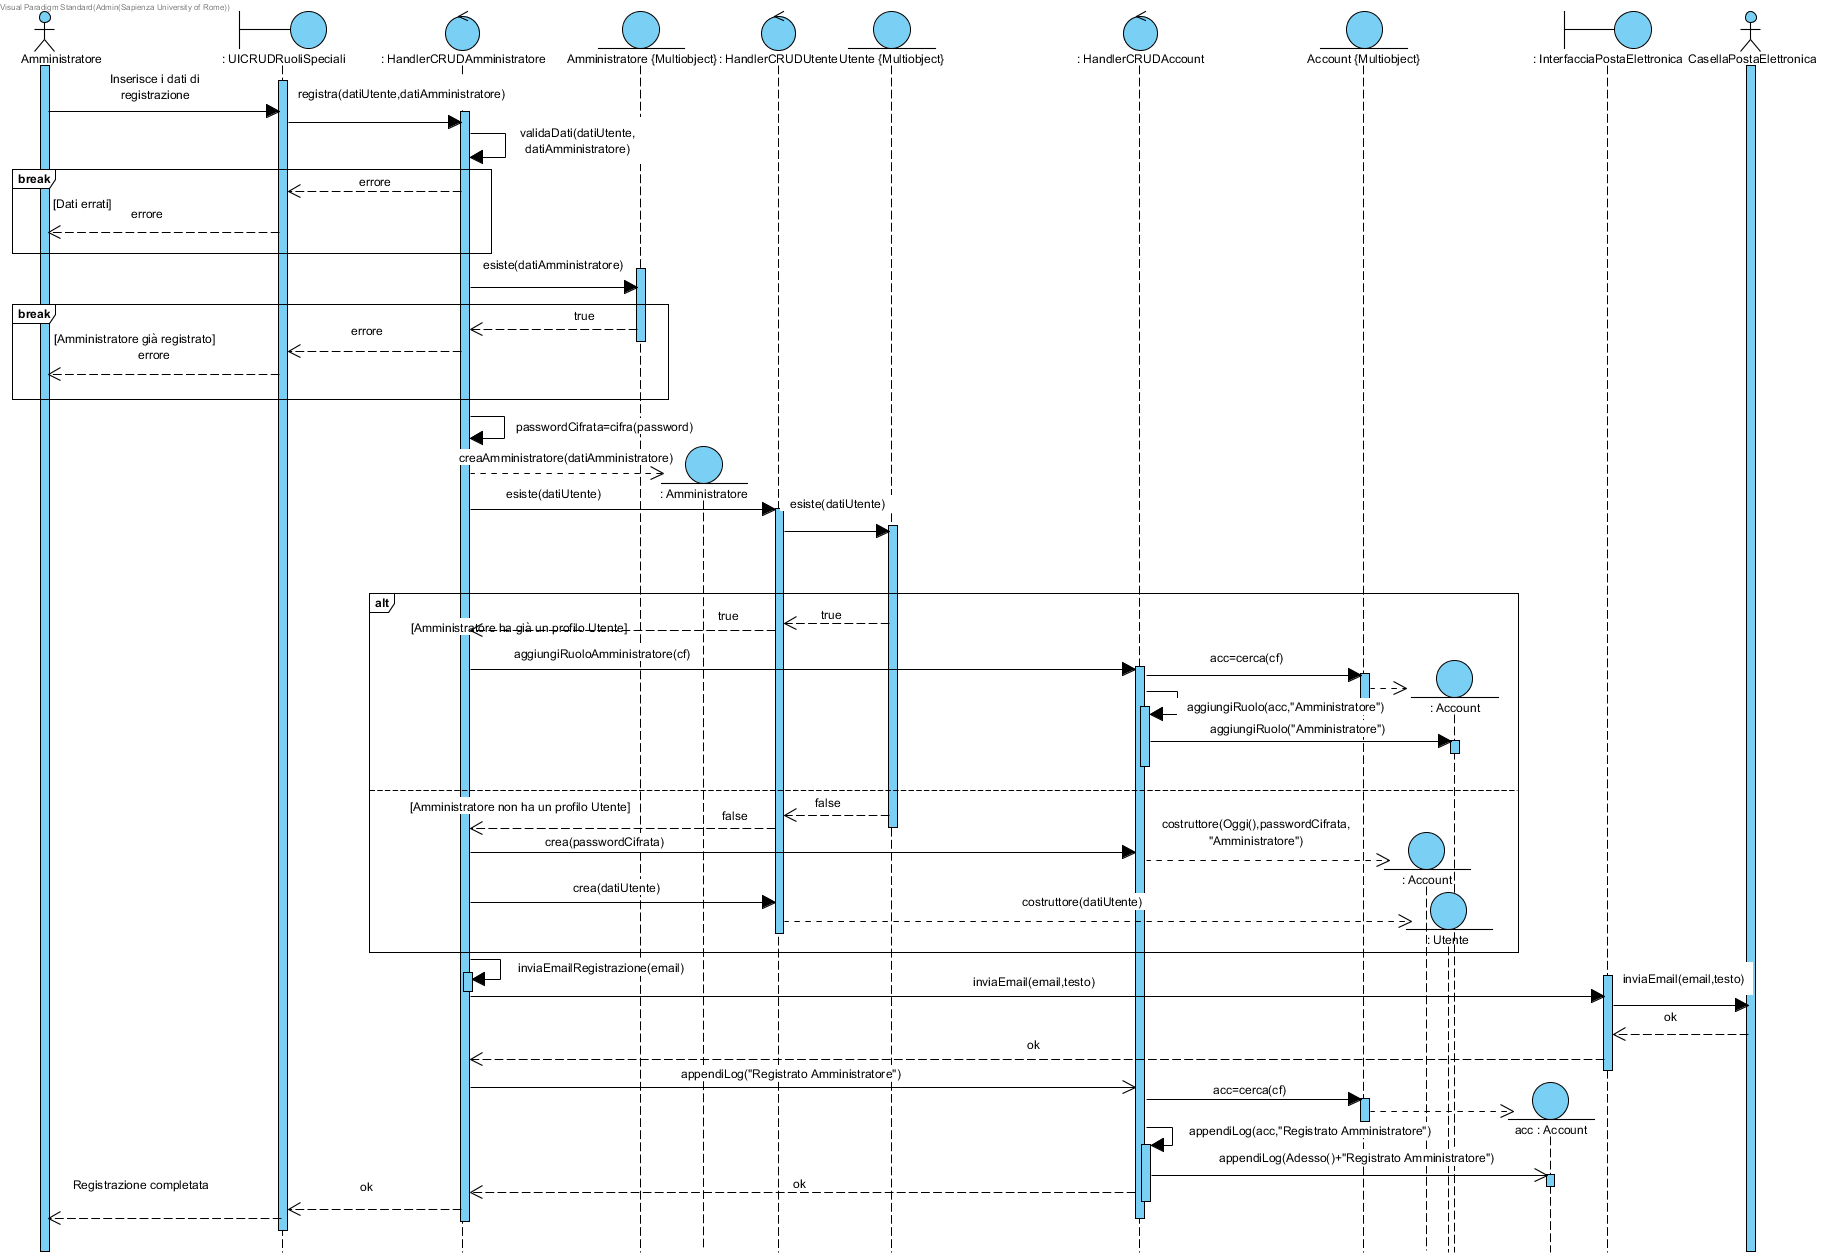 Visual Paradigm Standard(Admin(Sapienza University of Rome))
Amministratore
: UICRUDRuoliSpeciali
: HandlerCRUDAmministratore
Amministratore {Multiobject}
: HandlerCRUDUtente
Utente {Multiobject}
: HandlerCRUDAccount
Account {Multiobject}
: InterfacciaPostaElettronica
CasellaPostaElettronica
Inserisce i dati di
registrazione
registra(datiUtente,datiAmministratore)
validaDati(datiUtente,
datiAmministratore)
break
errore
[Dati errati]
errore
esiste(datiAmministratore)
break
true
errore
[Amministratore già registrato]
errore
passwordCifrata=cifra(password)
creaAmministratore(datiAmministratore)
: Amministratore
esiste(datiUtente)
esiste(datiUtente)
alt
true
true
[Amministratore ha già un profilo Utente]
aggiungiRuoloAmministratore(cf)
acc=cerca(cf)
: Account
aggiungiRuolo(acc,"Amministratore")
aggiungiRuolo("Amministratore")
[Amministratore non ha un profilo Utente]
false
false
costruttore(Oggi(),passwordCifrata,
"Amministratore")
crea(passwordCifrata)
: Account
crea(datiUtente)
costruttore(datiUtente)
: Utente
inviaEmailRegistrazione(email)
inviaEmail(email,testo)
inviaEmail(email,testo)
ok
ok
appendiLog("Registrato Amministratore")
acc=cerca(cf)
acc : Account
appendiLog(acc,"Registrato Amministratore")
appendiLog(Adesso()+"Registrato Amministratore")
ok
ok
Registrazione completata